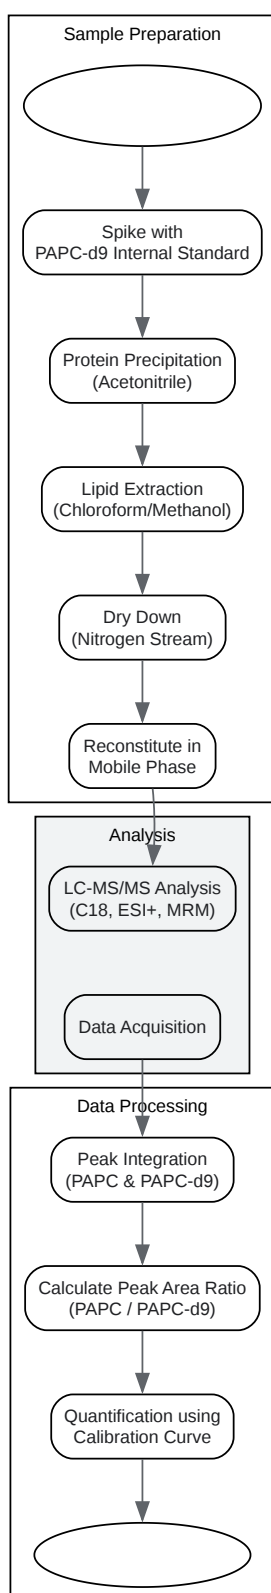 Sample Preparation
Spike with
PAPC-d9 Internal Standard
Protein Precipitation
(Acetonitrile)
Lipid Extraction
(Chloroform/Methanol)
Dry Down
(Nitrogen Stream)
Reconstitute in
Mobile Phase
Analysis
LC-MS/MS Analysis
(C18, ESI+, MRM)
Data Acquisition
Data Processing
Peak Integration
(PAPC & PAPC-d9)
Calculate Peak Area Ratio
(PAPC / PAPC-d9)
Quantification using
Calibration Curve